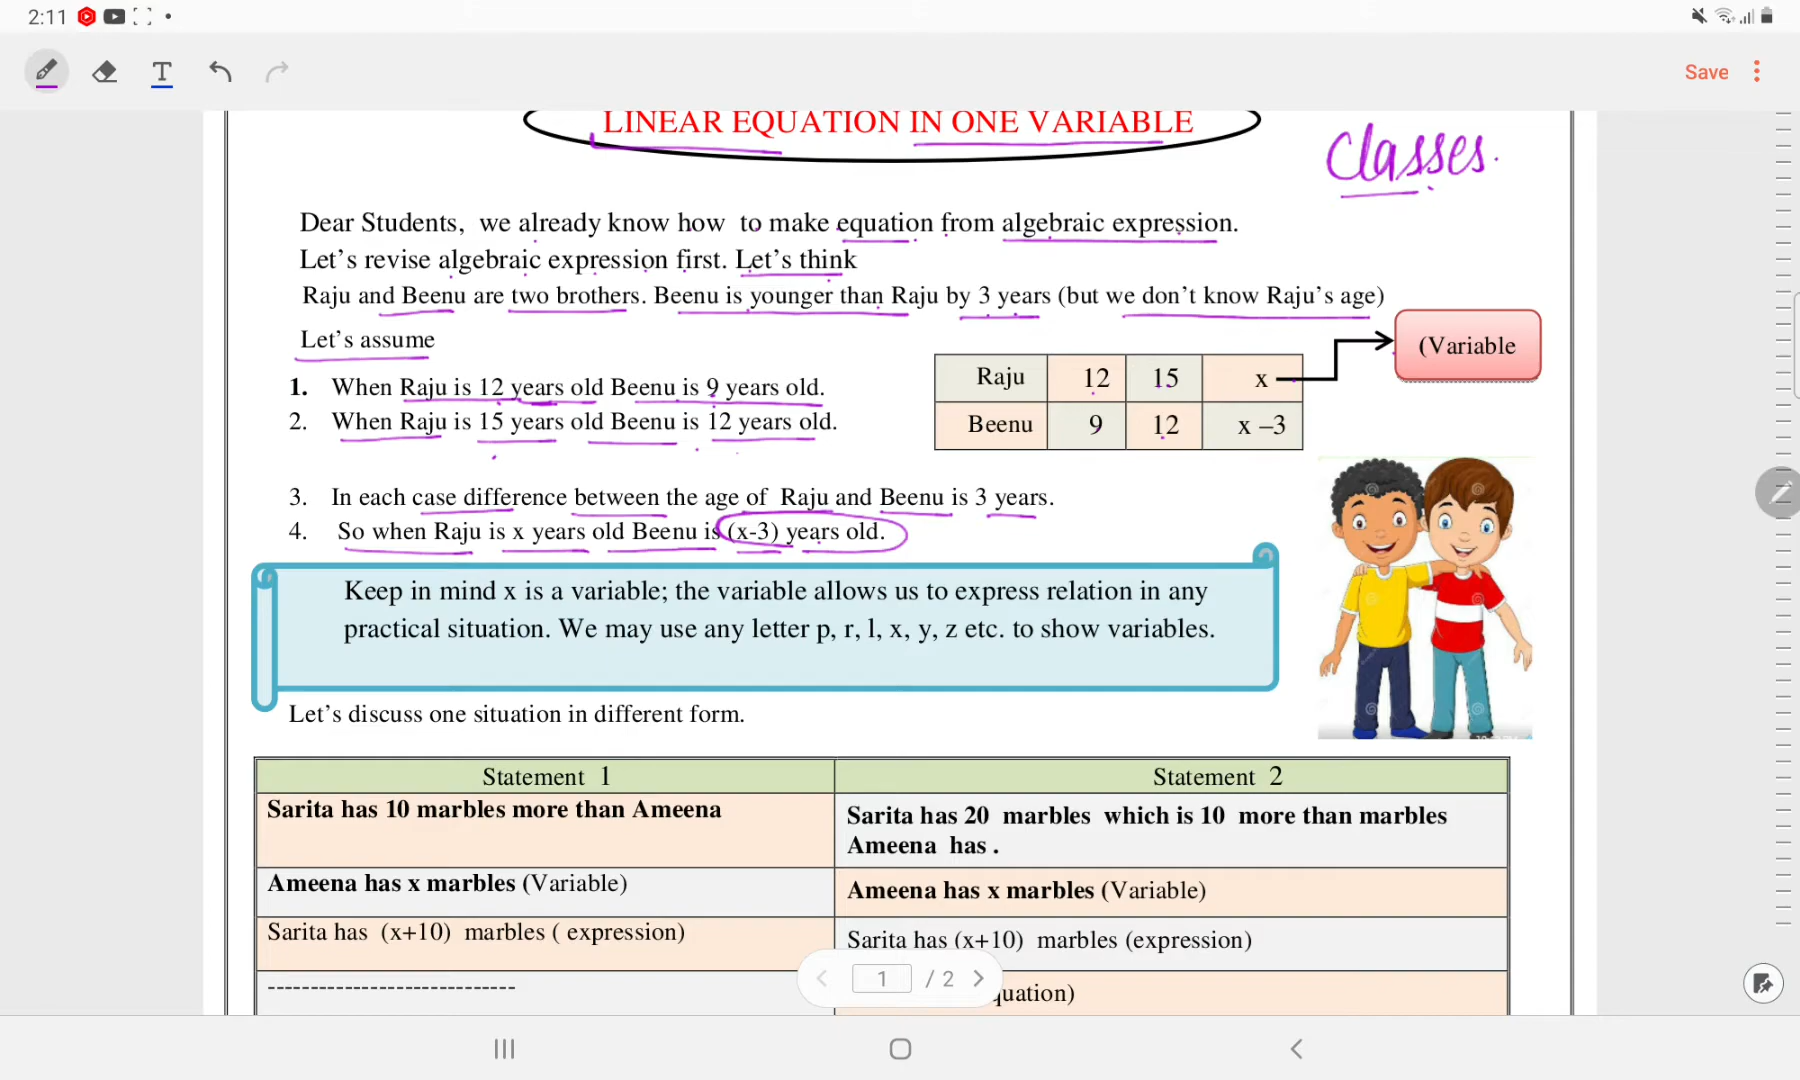 2:11
Save
LINEAR EQUATION IN ONE VARIABLE
Classes.
Dear Students, we already know how to make equation from algebraic expression.
Let's revise algebraic expression first. Let's think
Raju and Beenu are two brothers. Beenu is younger than Raju by 3 years (but we don't know Raju's age)
Let's assume
(Variable
1. When Raju is 12 years old Beenu is 9 years old.
2. When Raju is 15 years old Beenu is 12 years old.
Raju 12 15 x
Beenu 9 12 x –3
3. In each case difference between the age of Raju and Beenu is 3 years.
4. So when Raju is x years old Beenu is (x-3) years old.
Keep in mind x is a variable; the variable allows us to express relation in any
practical situation. We may use any letter p, r, l, x, y, z etc. to show variables.
Let's discuss one situation in different form.
Statement 1 Statement 2
Sarita has 10 marbles more than Ameena
Sarita has 20 marbles which is 10 more than marbles
Ameena has .
Ameena has x marbles (Variable)
Ameena has x marbles (Variable)
Sarita has (x+10) marbles ( expression)
Sarita has (x+10) marbles (expression)
----------------------------
quation)
1 / 2